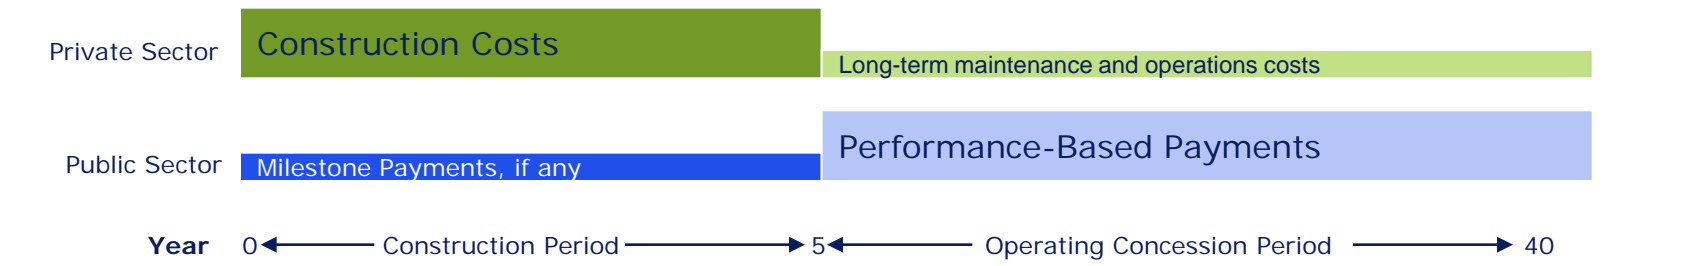 Private Sector
Construction Costs
Long-term maintenance and operations costs
Public Sector
Milestone Payments, if any
Performance-Based Payments
Year 0 Construction Period 5 Operating Concession Period 40